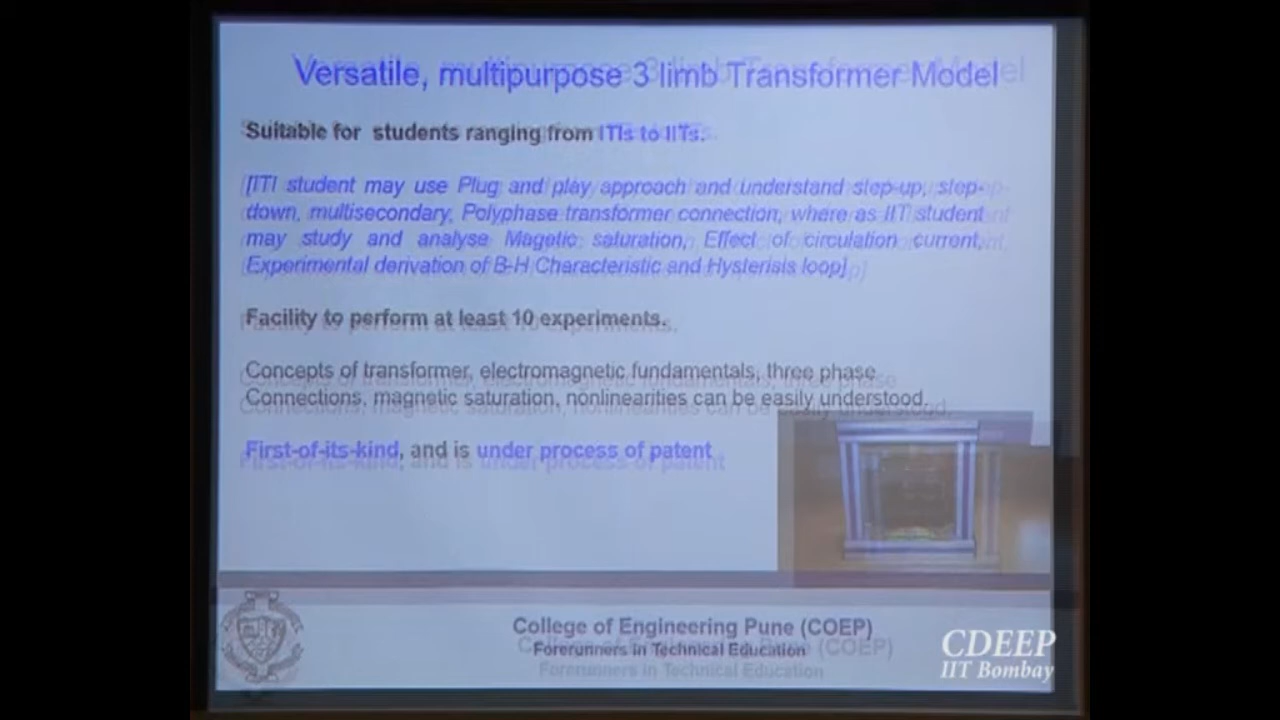 Versatile, multipurpose 3 limb Transformer Model
Suitable for students ranging from ITIs to IITs.
[ITI student may use Plug and play approach and understand step-up, step-
down, multisecondary, Polyphase transformer connection, where as IIT student
may study and analyse Magetic saturation, Effect of circulation current,
Experimental derivation of B-H Characteristic and Hysterisis loop]
Facility to perform at least 10 experiments.
Concepts of transformer, electromagnetic fundamentals, three phase
Connections, magnetic saturation, nonlinearities can be easily understood.
First-of-its-kind, and is under process of patent
College of Engineering Pune (COEP)
Forerunners in Technical Education
CDEEP
IIT Bombay